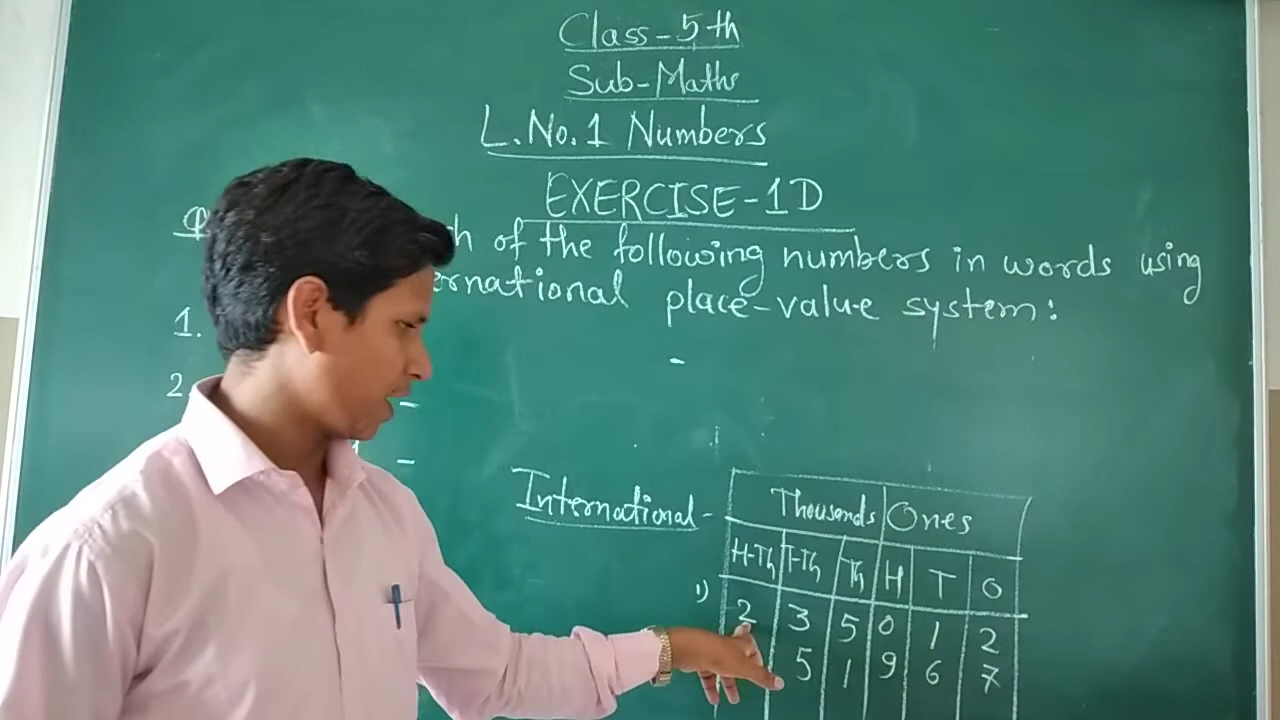 Class-5th
Sub-Maths
L.No.1 Numbers
EXERCISE-1D
of the following numbers in words using
place-value system:
1. -
2. -
-
International - Thousands Ones
H-Th T-Th Th H T O
1) 2 3 5 0 1 2
5 1 9 6 7